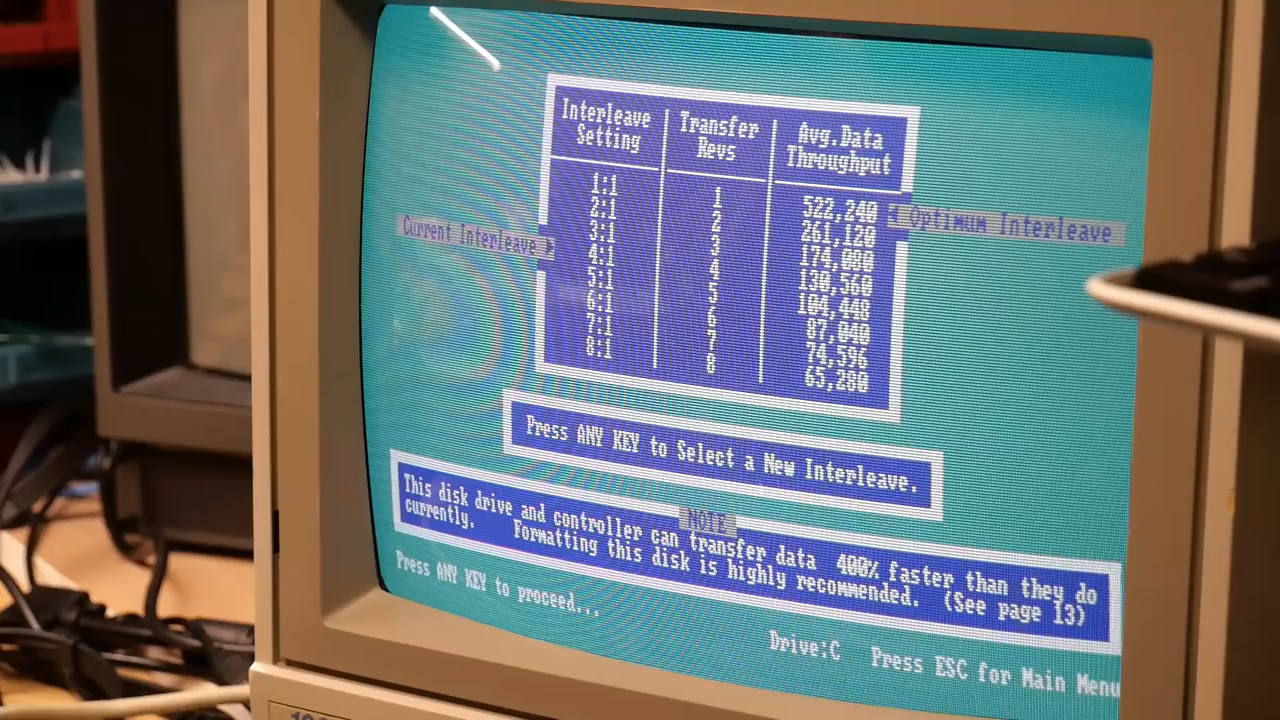 Interleave Setting | Transfer Revs | Avg.Data Throughput
1:1 1 522,240 Optimum Interleave
2:1 2 261,120
Current Interleave 3:1 3 174,080
4:1 4 130,560
5:1 5 104,448
6:1 6 87,040
7:1 7 74,596
8:1 8 65,280
Press ANY KEY to Select a New Interleave.
NOTE
This disk drive and controller can transfer data 400% faster than they do
currently. Formatting this disk is highly recommended. (See page 13)
Press ANY KEY to proceed...
Drive:C Press ESC for Main Menu